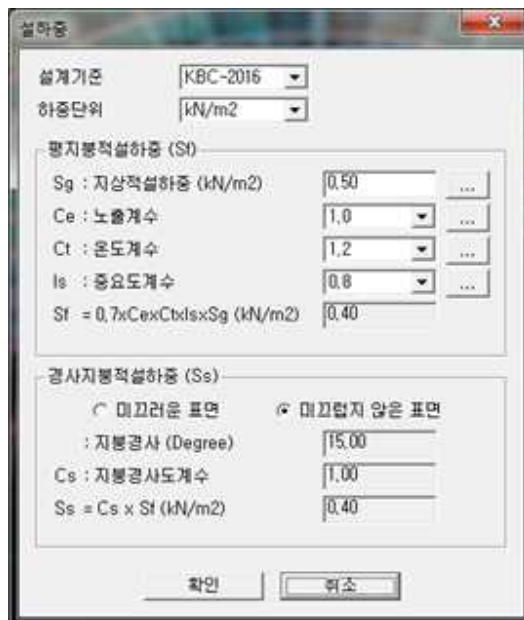 설하중
설계기준 KBC-2016
하중단위 kN/m2
평지붕적설하중 (Sf)
Sg : 지상적설하중 (kN/m2) 0.50 ...
Ce : 노출계수 1.0 ...
Ct : 온도계수 1.2 ...
Is : 중요도계수 0.8 ...
Sf = 0.7xCexCtxIsxSg (kN/m2) 0.40
경사지붕적설하중 (Ss)
미끄러운 표면 미끄럽지 않은 표면
: 지붕경사 (Degree) 15.00
Cs : 지붕경사도계수 1.00
Ss = Cs x Sf (kN/m2) 0.40
확인 취소